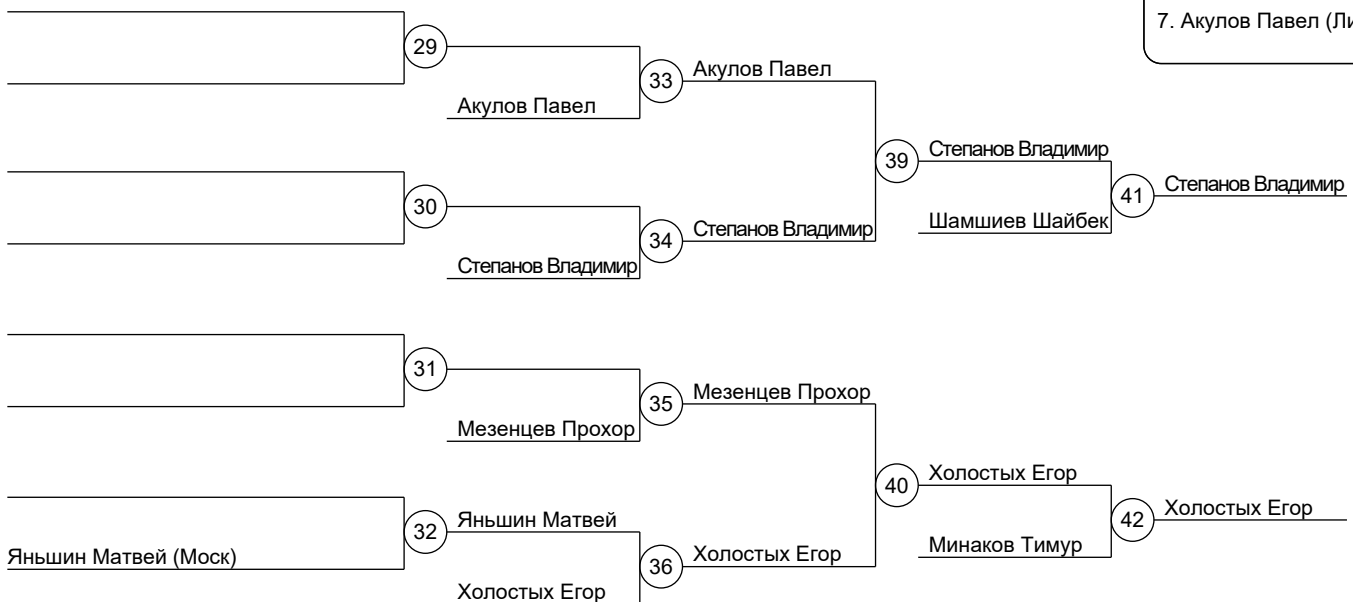 7. Акулов Павел (Ли
29
33
Акулов Павел
Акулов Павел
39
Степанов Владимир
30
41
Степанов Владимир
34
Степанов Владимир
Шамшиев Шайбек
Степанов Владимир
31
35
Мезенцев Прохор
Мезенцев Прохор
40
Холостых Егор
32
Яньшин Матвей
42
Холостых Егор
Яньшин Матвей (Моск)
36
Холостых Егор
Минаков Тимур
Холостых Егор